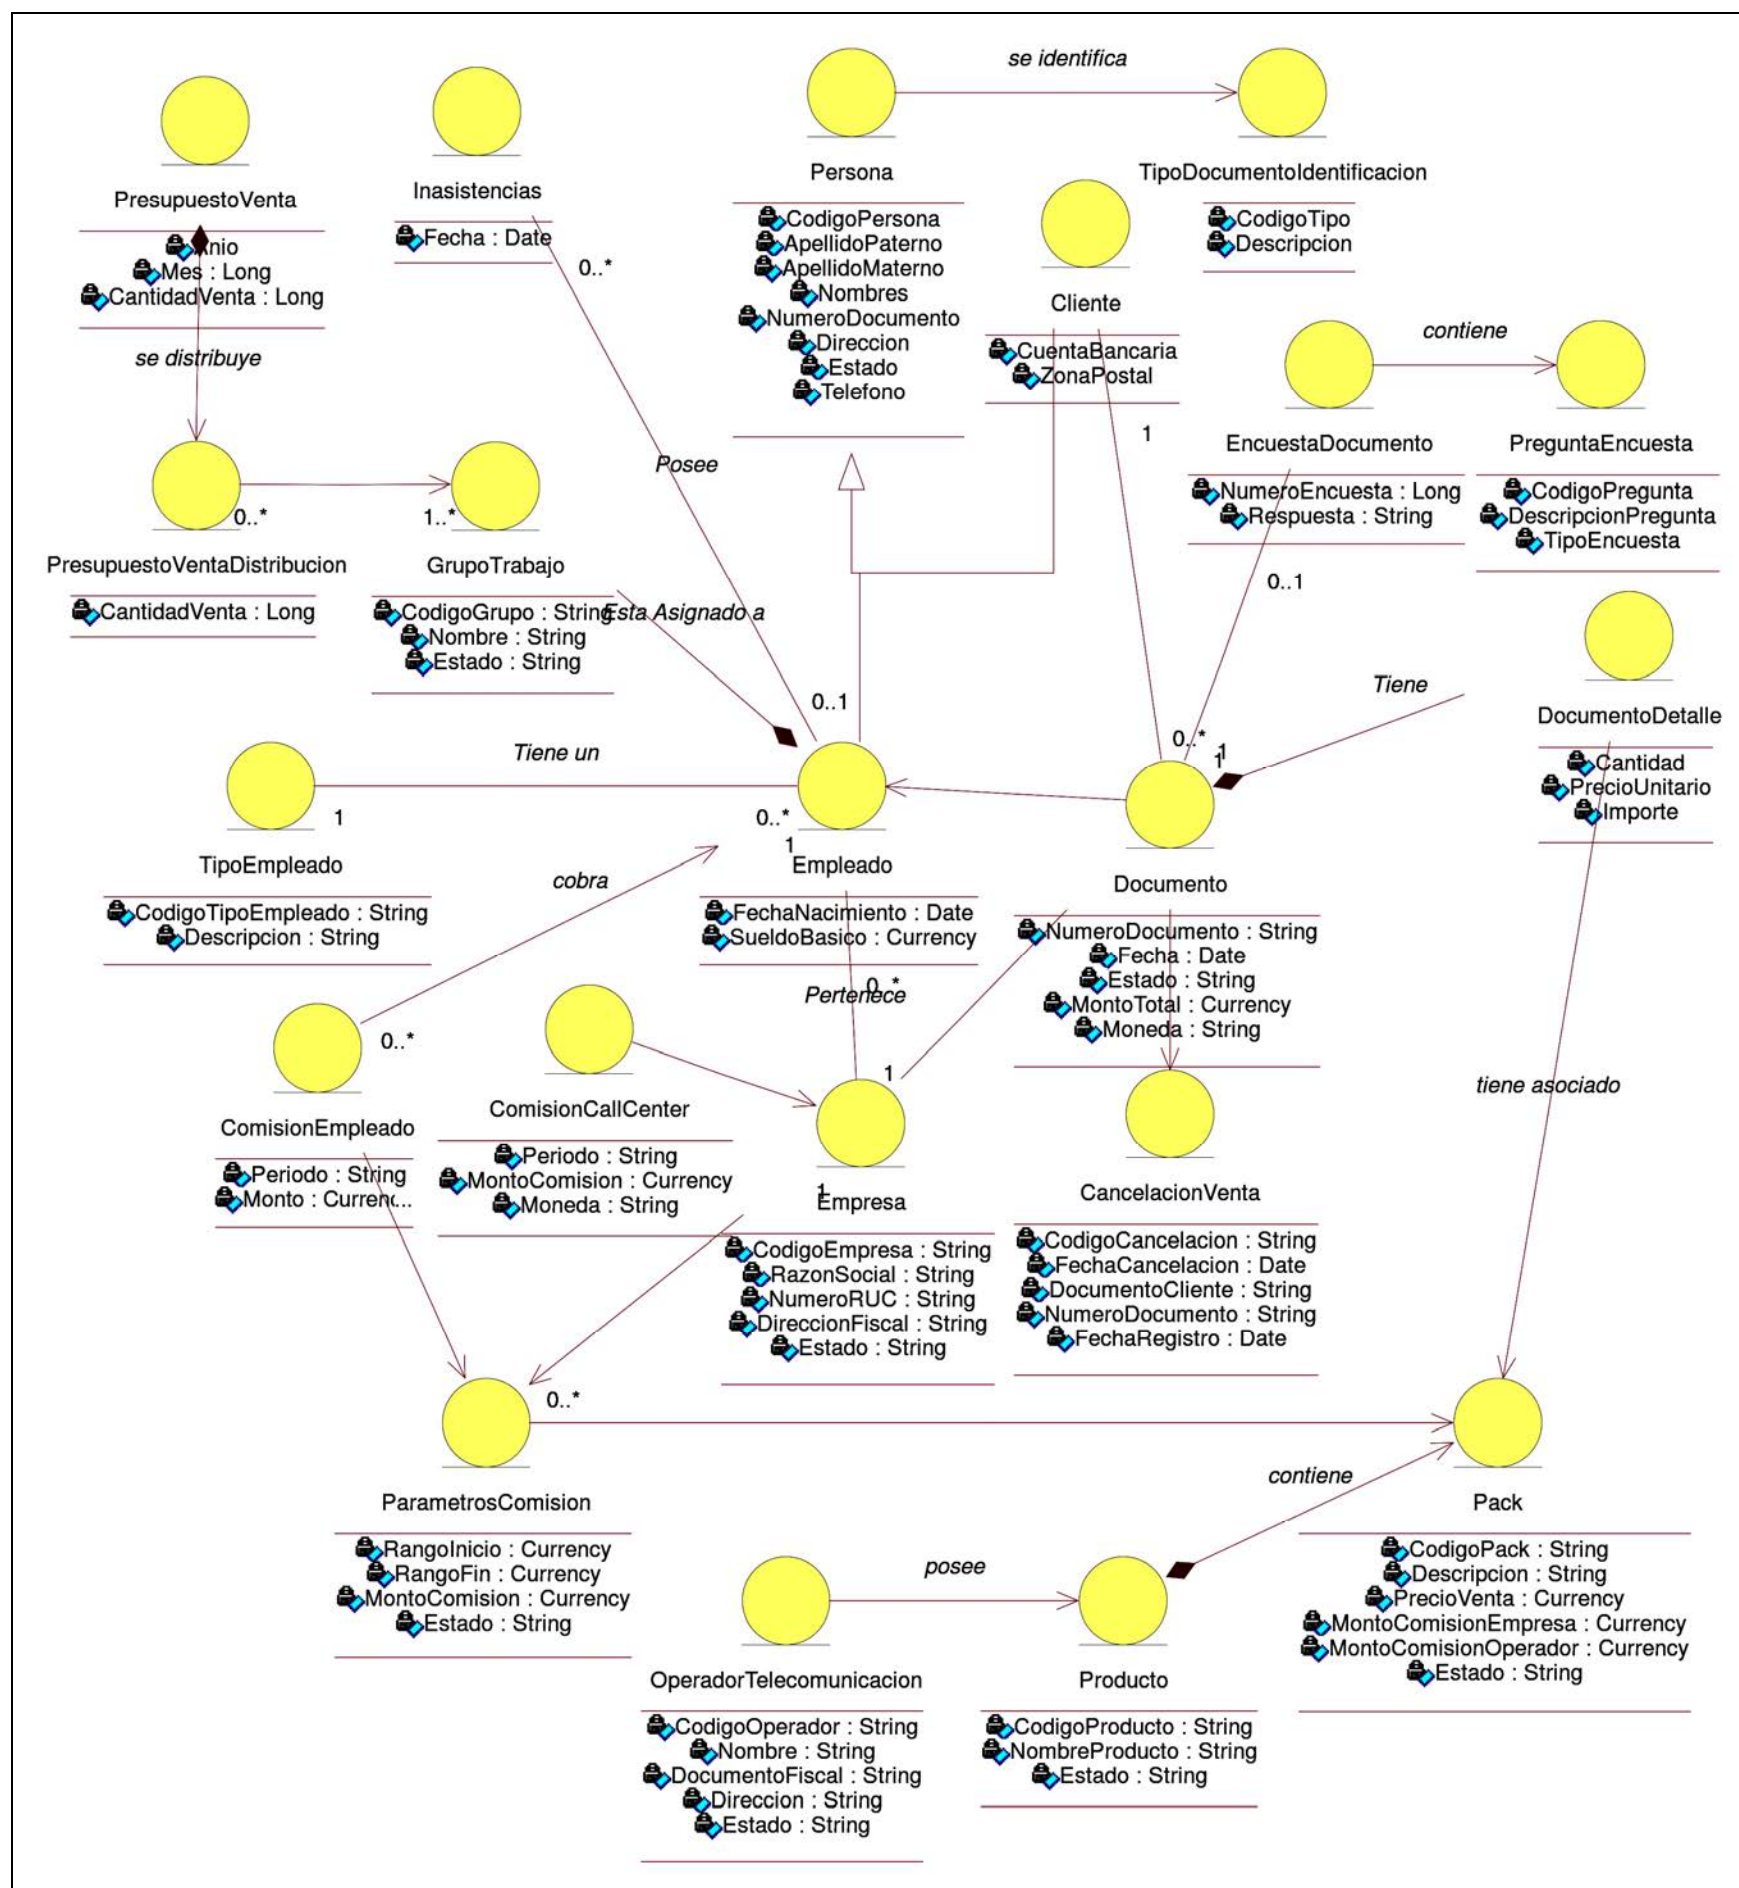 se identifica
PresupuestoVenta
Anio
Mes : Long
CantidadVenta : Long
Inasistencias
Fecha : Date
0..*
Persona
CodigoPersona
ApellidoPaterno
ApellidoMaterno
Nombres
NumeroDocumento
Direccion
Estado
Telefono
TipoDocumentoIdentificacion
CodigoTipo
Descripcion
Cliente
CuentaBancaria
ZonaPostal
1
contiene
se distribuye
EncuestaDocumento
NumeroEncuesta : Long
Respuesta : String
0..1
PreguntaEncuesta
CodigoPregunta
DescripcionPregunta
TipoEncuesta
Posee
0..*
1..*
PresupuestoVentaDistribucion
CantidadVenta : Long
GrupoTrabajo
CodigoGrupo : String
Nombre : String
Estado : String
Esta Asignado a
0..1
Tiene
DocumentoDetalle
Cantidad
PrecioUnitario
Importe
Tiene un
0..*
1
1
1
0..*
1
TipoEmpleado
CodigoTipoEmpleado : String
Descripcion : String
cobra
Empleado
FechaNacimiento : Date
SueldoBasico : Currency
Documento
NumeroDocumento : String
Fecha : Date
Estado : String
MontoTotal : Currency
Moneda : String
0..*
Pertenece
0..*
1
tiene asociado
ComisionEmpleado
Periodo : String
Monto : Currenc...
ComisionCallCenter
Periodo : String
MontoComision : Currency
Moneda : String
1
Empresa
CodigoEmpresa : String
RazonSocial : String
NumeroRUC : String
DireccionFiscal : String
Estado : String
CancelacionVenta
CodigoCancelacion : String
FechaCancelacion : Date
DocumentoCliente : String
NumeroDocumento : String
FechaRegistro : Date
0..*
ParametrosComision
RangoInicio : Currency
RangoFin : Currency
MontoComision : Currency
Estado : String
contiene
Pack
CodigoPack : String
Descripcion : String
PrecioVenta : Currency
MontoComisionEmpresa : Currency
MontoComisionOperador : Currency
Estado : String
posee
OperadorTelecomunicacion
CodigoOperador : String
Nombre : String
DocumentoFiscal : String
Direccion : String
Estado : String
Producto
CodigoProducto : String
NombreProducto : String
Estado : String